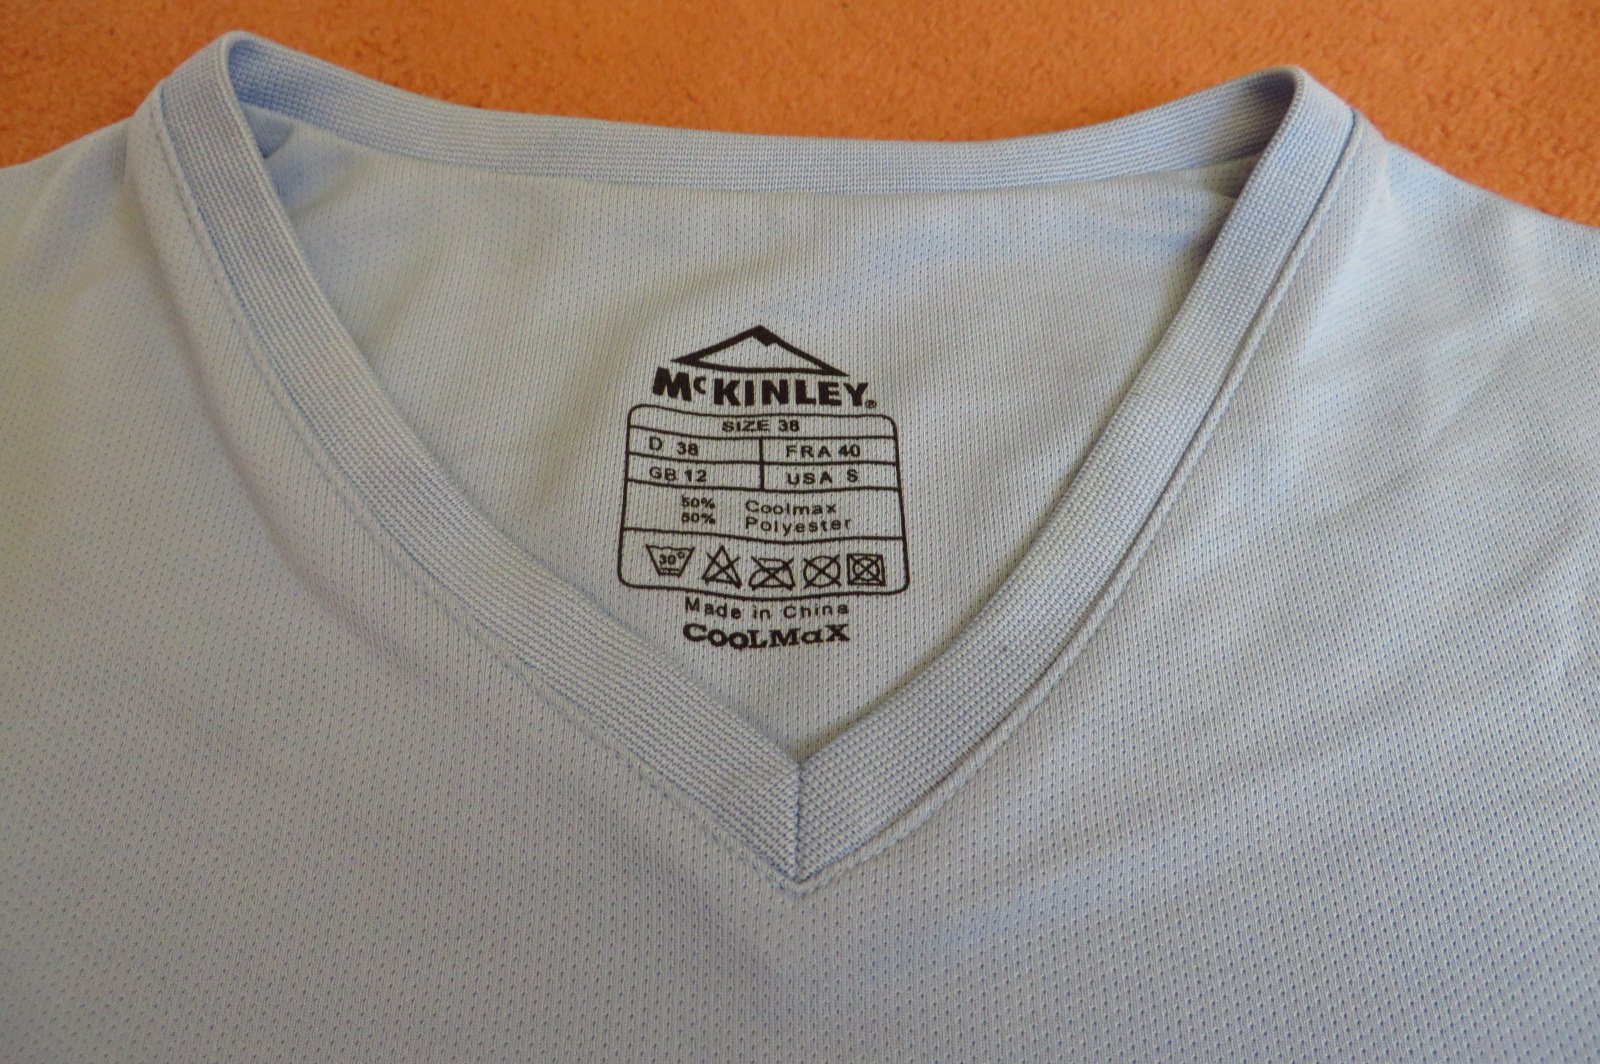 McKINLEY®
SIZE 38
D 38 FRA 40
GB 12 USA S
50% Coolmax
50% Polyester
30°
Made in China
COOLMaX